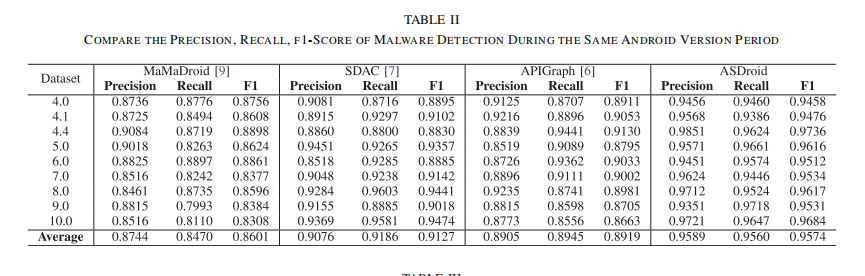 TABLE II
COMPARE THE PRECISION, RECALL, F1-SCORE OF MALWARE DETECTION DURING THE SAME ANDROID VERSION PERIOD
Dataset MaMaDroid [9] SDAC [7] APIGraph [6] ASDroid
Precision Recall F1 Precision Recall F1 Precision Recall F1 Precision Recall F1
4.0 0.8736 0.8776 0.8756 0.9081 0.8716 0.8895 0.9125 0.8707 0.8911 0.9456 0.9460 0.9458
4.1 0.8725 0.8494 0.8608 0.8915 0.9297 0.9102 0.9216 0.8896 0.9053 0.9568 0.9386 0.9476
4.4 0.9084 0.8719 0.8898 0.8860 0.8800 0.8830 0.8839 0.9441 0.9130 0.9851 0.9624 0.9736
5.0 0.9018 0.8263 0.8624 0.9451 0.9265 0.9357 0.8519 0.9089 0.8795 0.9571 0.9661 0.9616
6.0 0.8825 0.8897 0.8861 0.8518 0.9285 0.8885 0.8726 0.9362 0.9033 0.9451 0.9574 0.9512
7.0 0.8516 0.8242 0.8377 0.9048 0.9238 0.9142 0.8896 0.9111 0.9002 0.9624 0.9446 0.9534
8.0 0.8461 0.8735 0.8596 0.9284 0.9603 0.9441 0.9235 0.8741 0.8981 0.9712 0.9524 0.9617
9.0 0.8815 0.7993 0.8384 0.9155 0.8885 0.9018 0.8815 0.8598 0.8705 0.9351 0.9718 0.9531
10.0 0.8516 0.8110 0.8308 0.9369 0.9581 0.9474 0.8773 0.8556 0.8663 0.9721 0.9647 0.9684
Average 0.8744 0.8470 0.8601 0.9076 0.9186 0.9127 0.8905 0.8945 0.8919 0.9589 0.9560 0.9574